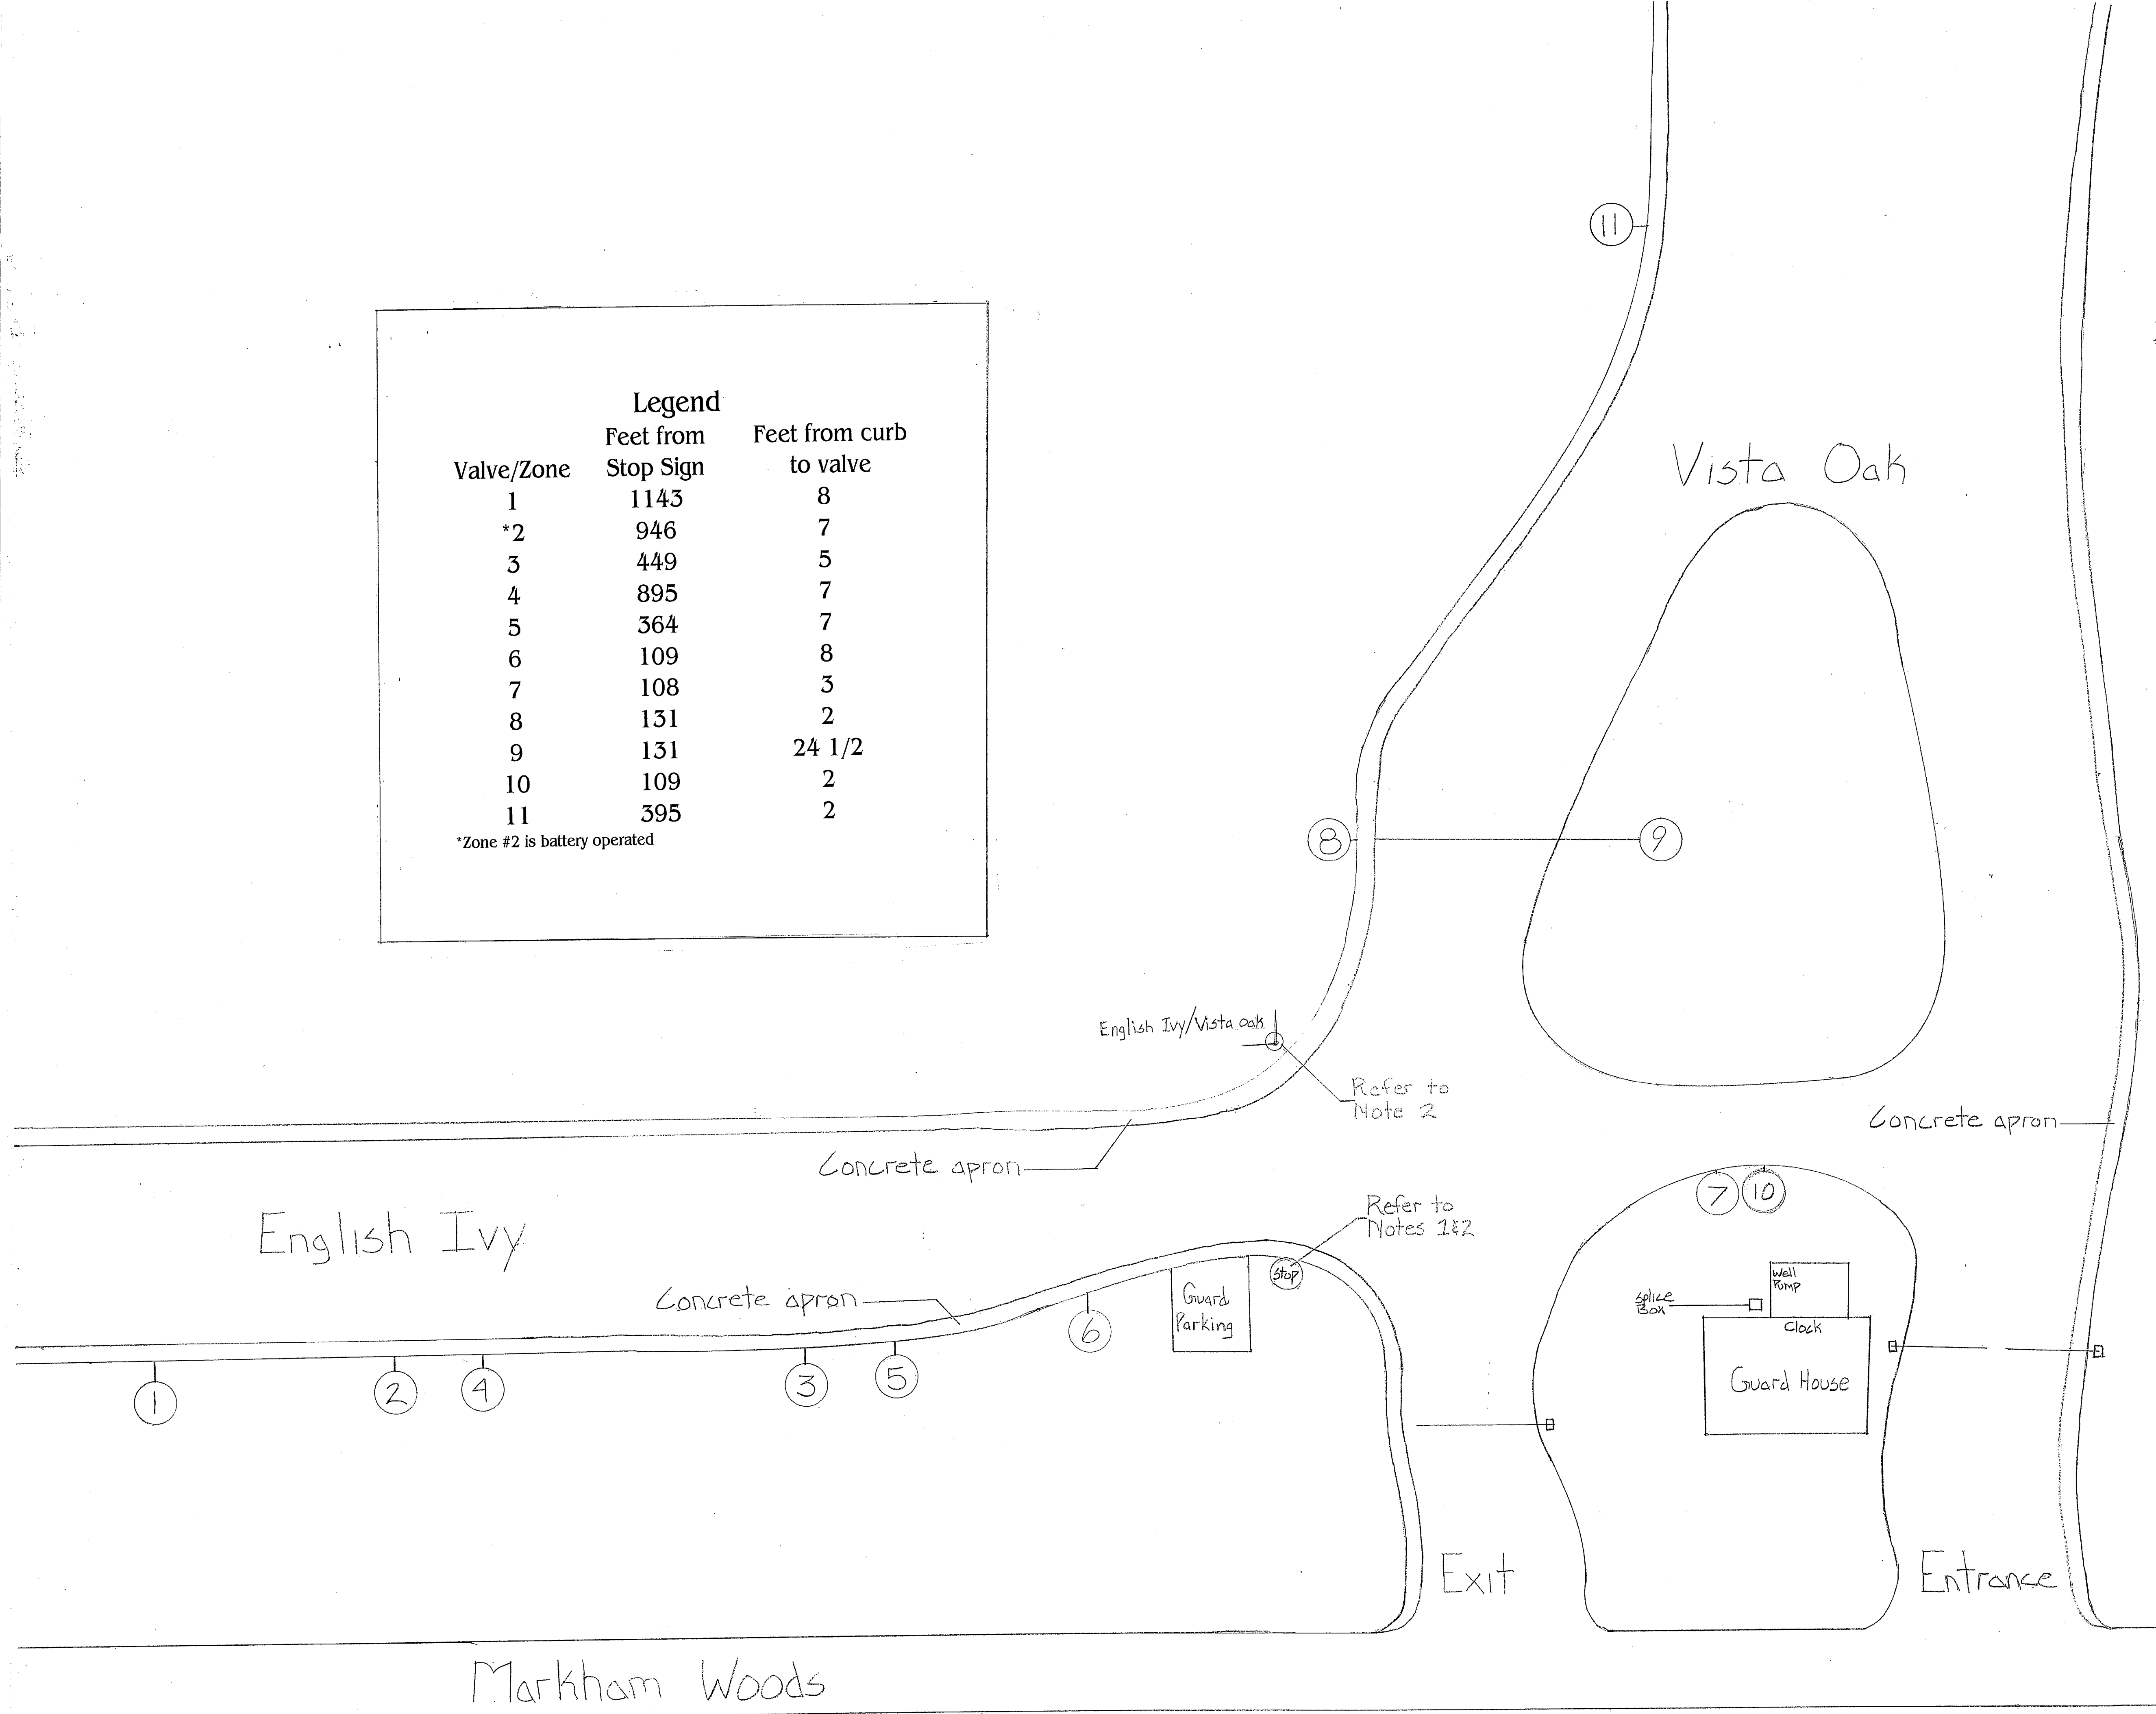 11
Legend
Feet from Feet from curb
Valve/Zone Stop Sign to valve
1 1143 8
*2 946 7
3 449 5
4 895 7
5 364 7
6 109 8
7 108 3
8 131 2
9 131 24 1/2
10 109 2
11 395 2
*Zone #2 is battery operated
Vista Oak
8
9
English Ivy/Vista Oak
Refer to
Note 2
Concrete apron
Concrete apron
English Ivy
Refer to
Notes 1&2
Stop
7
10
Concrete apron
Guard
Parking
Well
Pump
Splice
Box
Clock
Guard House
1
2
4
3
5
6
Exit
Entrance
Markham Woods